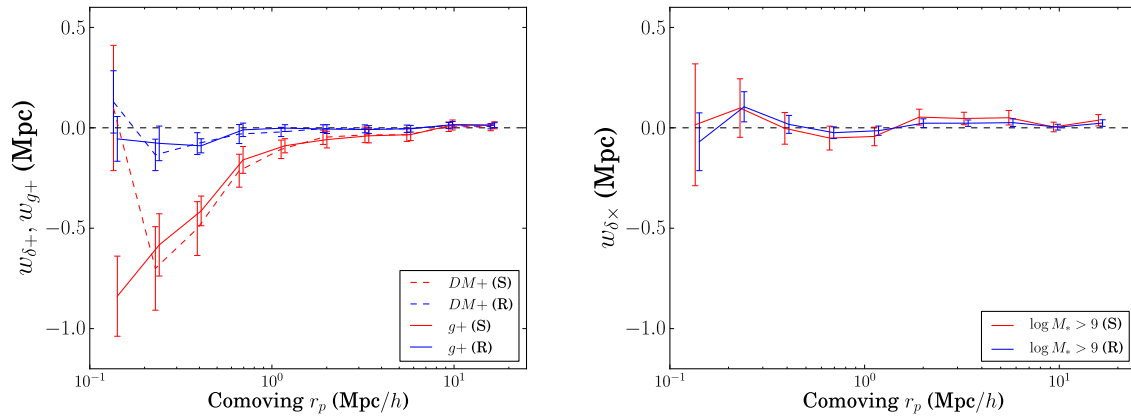 0.5
0.0
−0.5
−1.0
w_{δ+}, w_{g+} (Mpc)
DM+ (S)
DM+ (R)
g+ (S)
g+ (R)
10^{-1} 10^{0} 10^{1}
Comoving r_p (Mpc/h)
0.5
0.0
−0.5
−1.0
w_{δ×} (Mpc)
log M_* > 9 (S)
log M_* > 9 (R)
10^{-1} 10^{0} 10^{1}
Comoving r_p (Mpc/h)